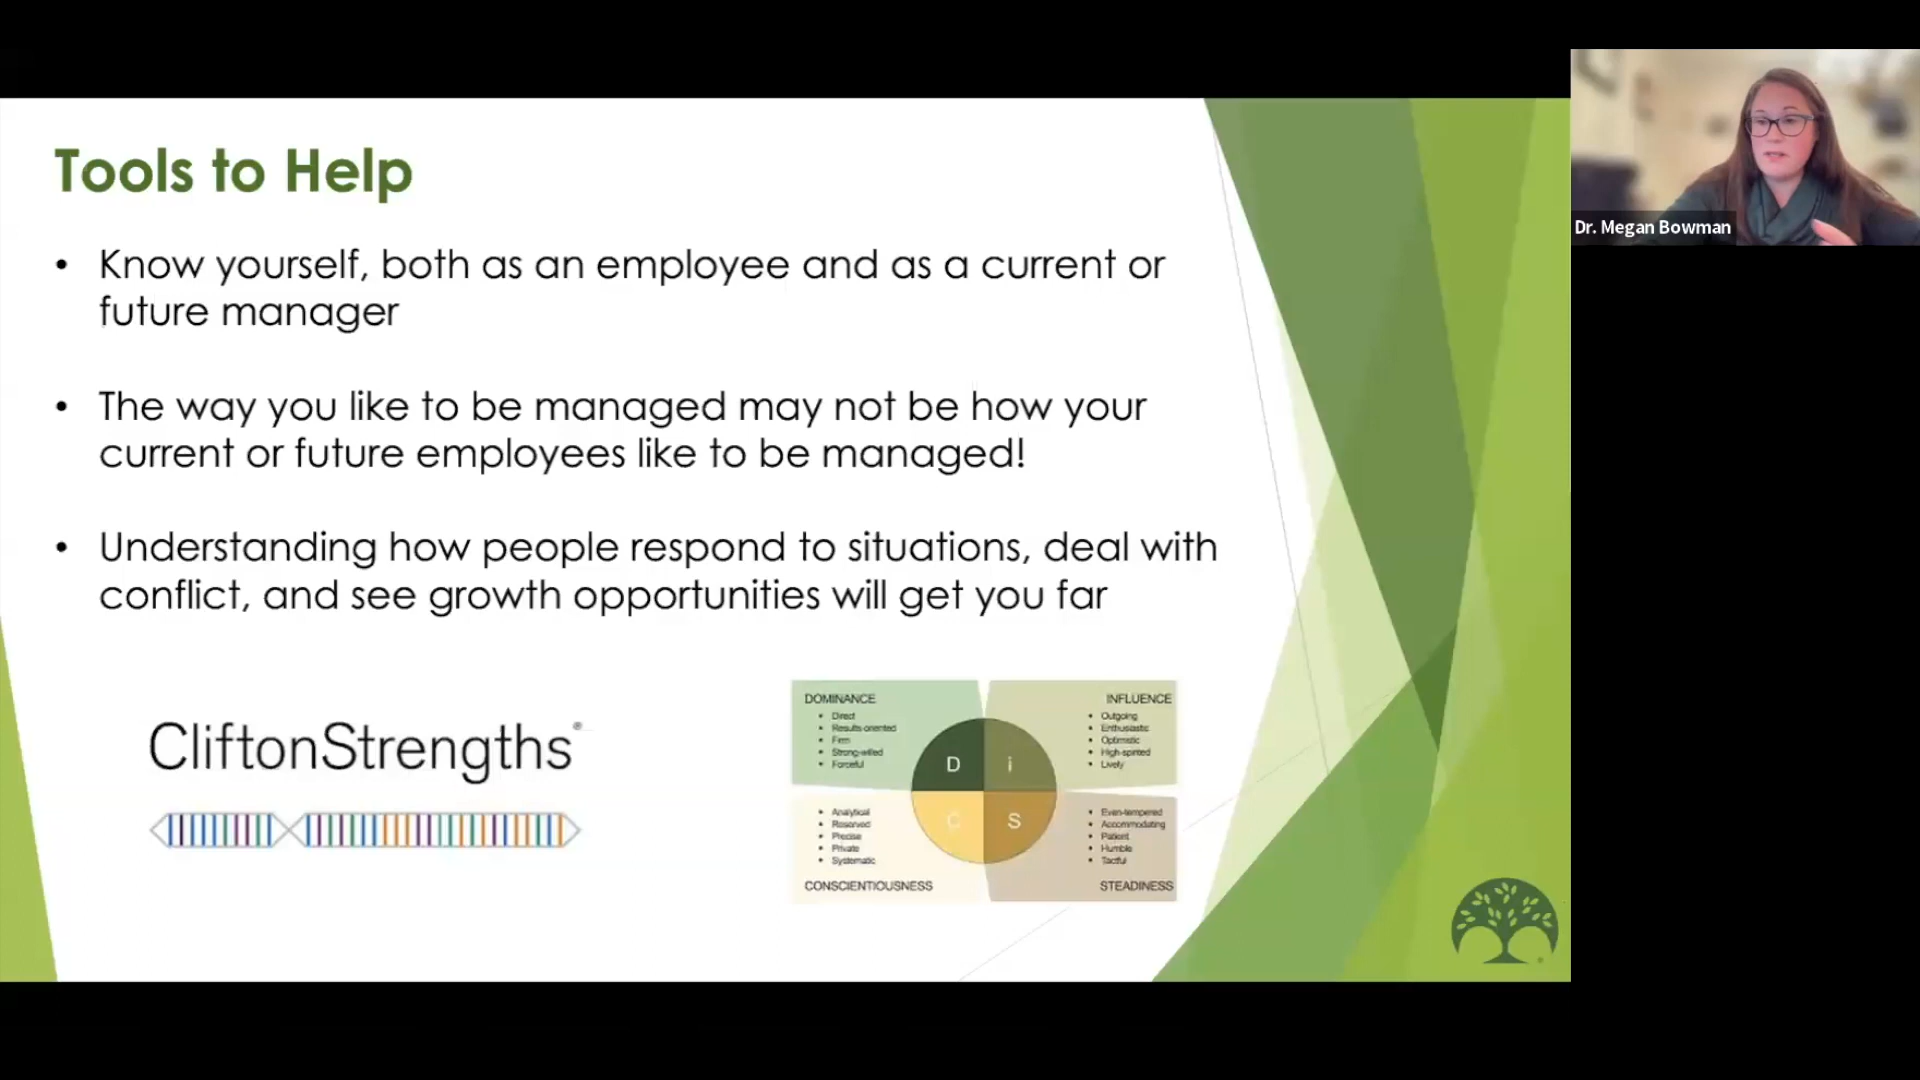 Tools to Help
• Know yourself, both as an employee and as a current or
future manager
• The way you like to be managed may not be how your
current or future employees like to be managed!
• Understanding how people respond to situations, deal with
conflict, and see growth opportunities will get you far
CliftonStrengths®
DOMINANCE
• Direct
• Results-oriented
• Firm
• Strong-willed
• Forceful
INFLUENCE
• Outgoing
• Enthusiastic
• Optimistic
• High-spirited
• Lively
D
i
C
S
• Analytical
• Reserved
• Precise
• Private
• Systematic
CONSCIENTIOUSNESS
• Even-tempered
• Accommodating
• Patient
• Humble
• Tactful
STEADINESS
Dr. Megan Bowman